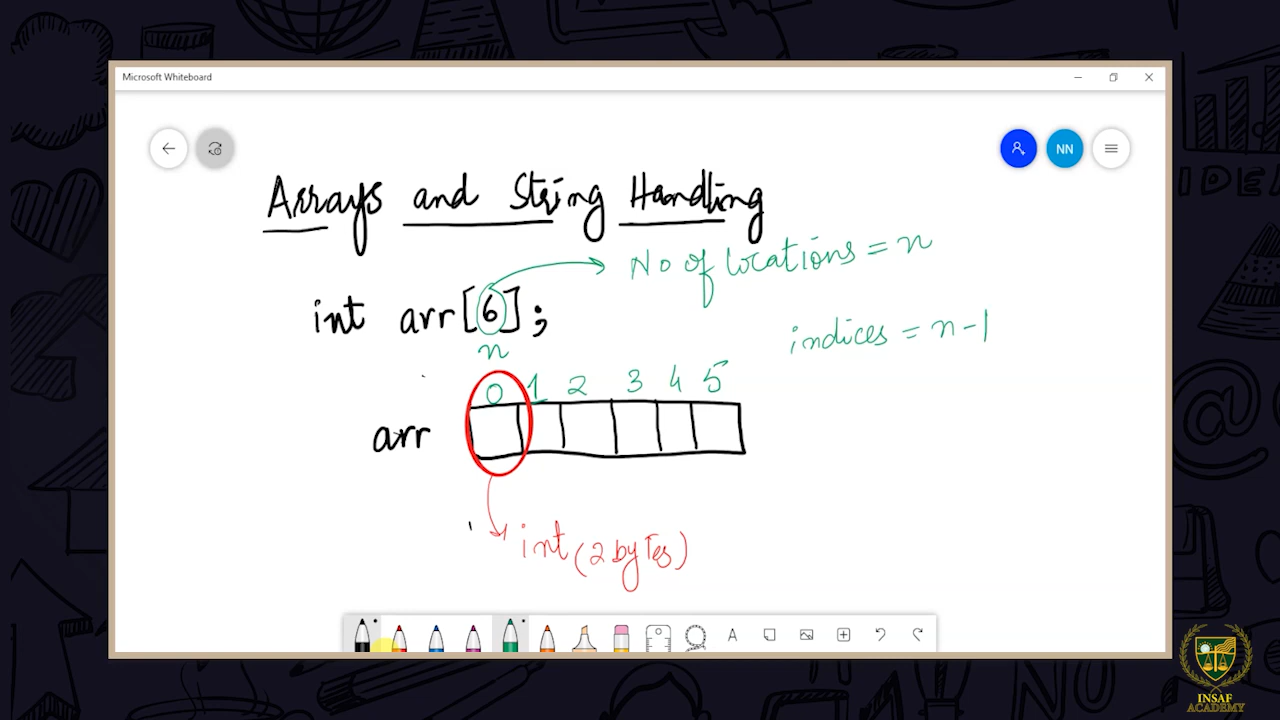 Microsoft Whiteboard
NN
Arrays and String Handling
No of locations = n
int arr[6];
n
indices = n-1
0 1 2 3 4 5
arr
int (2 bytes)
A
IDEA
INSAF
ACADEMY